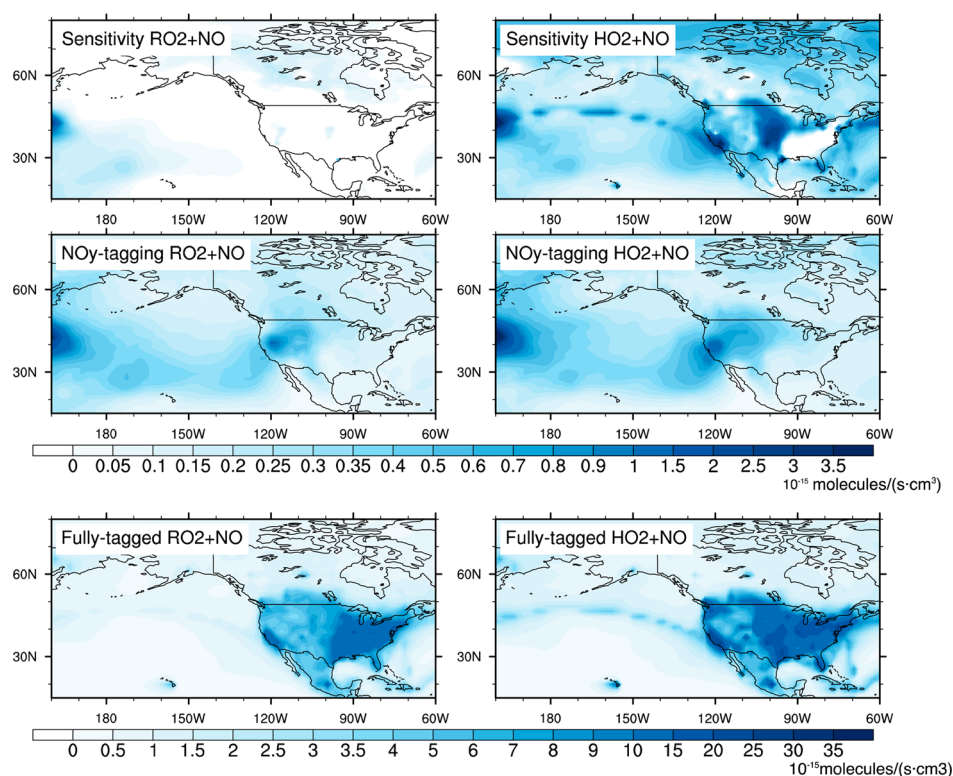 Sensitivity RO2+NO
Sensitivity HO2+NO
60N
60N
30N
30N
180 150W 120W 90W 60W
180 150W 120W 90W 60W
NOy-tagging RO2+NO
NOy-tagging HO2+NO
60N
60N
30N
30N
180 150W 120W 90W 60W
180 150W 120W 90W 60W
0 0.05 0.1 0.15 0.2 0.25 0.3 0.35 0.4 0.5 0.6 0.7 0.8 0.9 1 1.5 2 2.5 3 3.5
10⁻¹⁵ molecules/(s·cm³)
Fully-tagged RO2+NO
Fully-tagged HO2+NO
60N
60N
30N
30N
180 150W 120W 90W 60W
180 150W 120W 90W 60W
0 0.5 1 1.5 2 2.5 3 3.5 4 5 6 7 8 9 10 15 20 25 30 35
10⁻¹⁵molecules/(s·cm3)